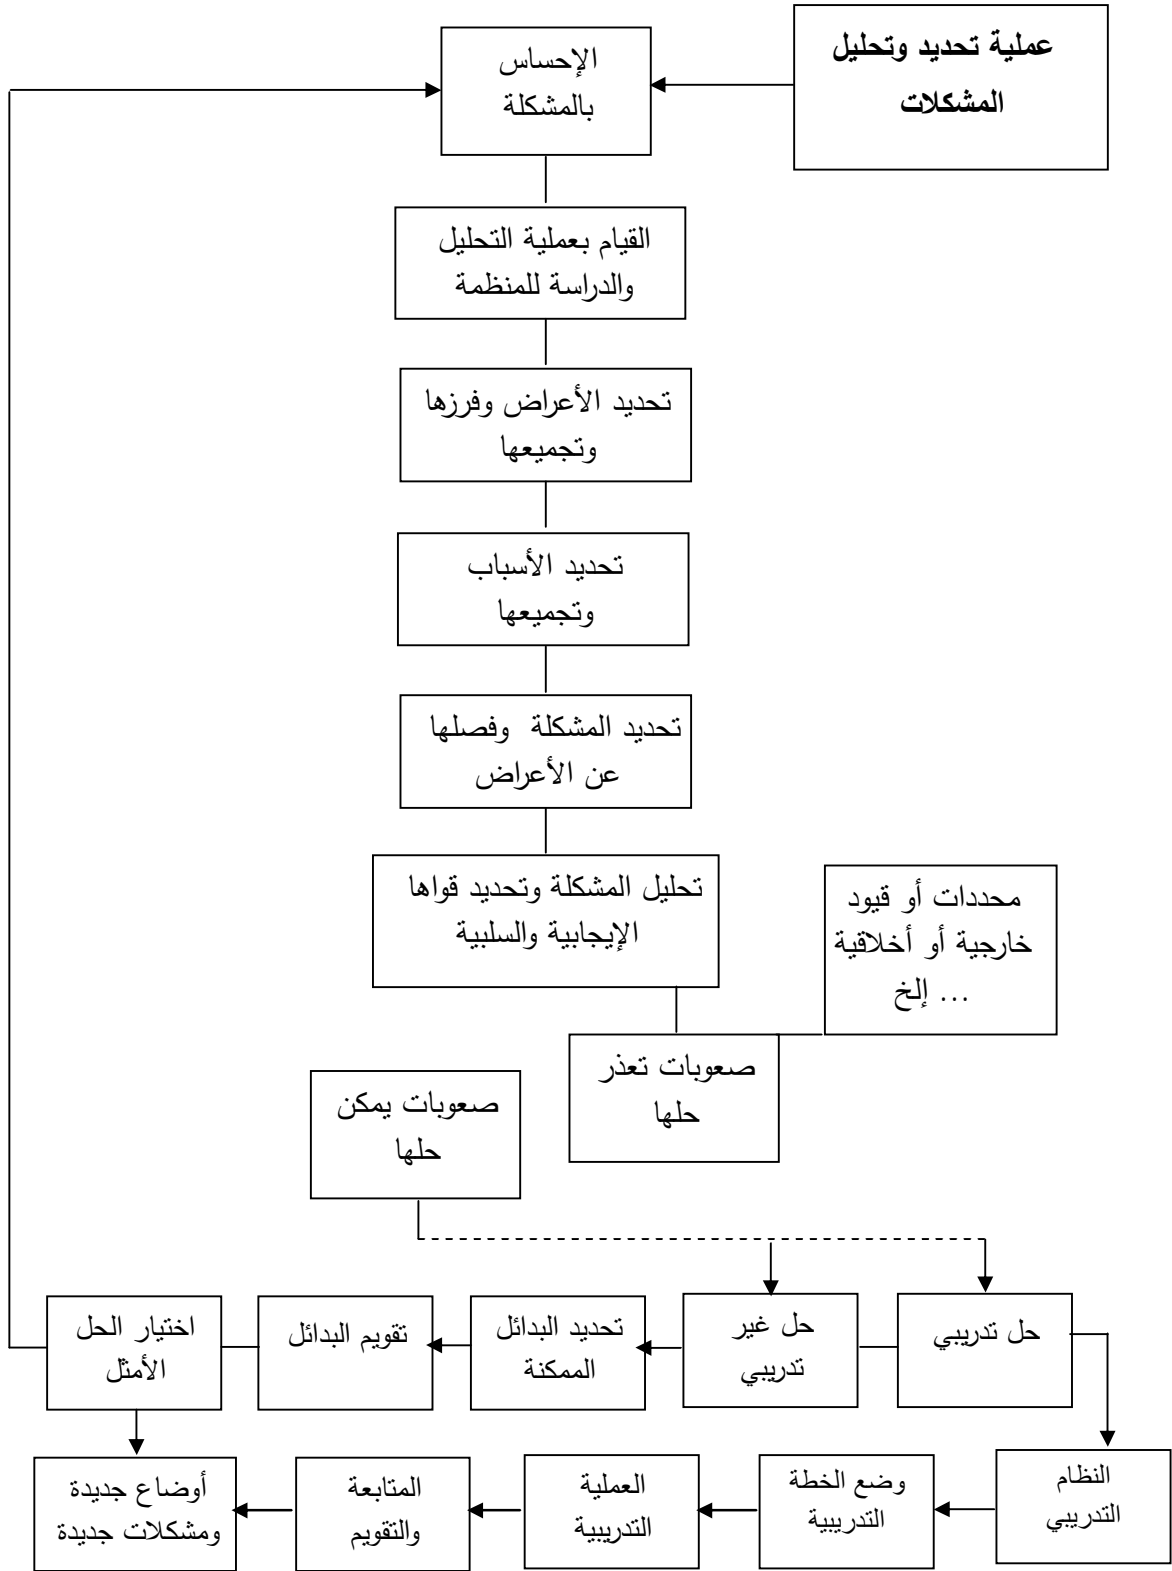 عملية تحديد وتحليل
المشكلات
الإحساس
بالمشكلة
القيام بعملية التحليل
والدراسة للمنظمة
تحديد الأعراض وفرزها
وتجميعها
تحديد الأسباب
وتجميعها
تحديد المشكلة وفصلها
عن الأعراض
تحليل المشكلة وتحديد قواها
الإيجابية والسلبية
محددات أو قيود
خارجية أو أخلاقية
... إلخ
صعوبات تعذر
حلها
صعوبات يمكن
حلها
حل تدريبي
حل غير
تدريبي
تحديد البدائل
الممكنة
تقويم البدائل
اختيار الحل
الأمثل
النظام
التدريبي
وضع الخطة
التدريبية
العملية
التدريبية
المتابعة
والتقويم
أوضاع جديدة
ومشكلات جديدة